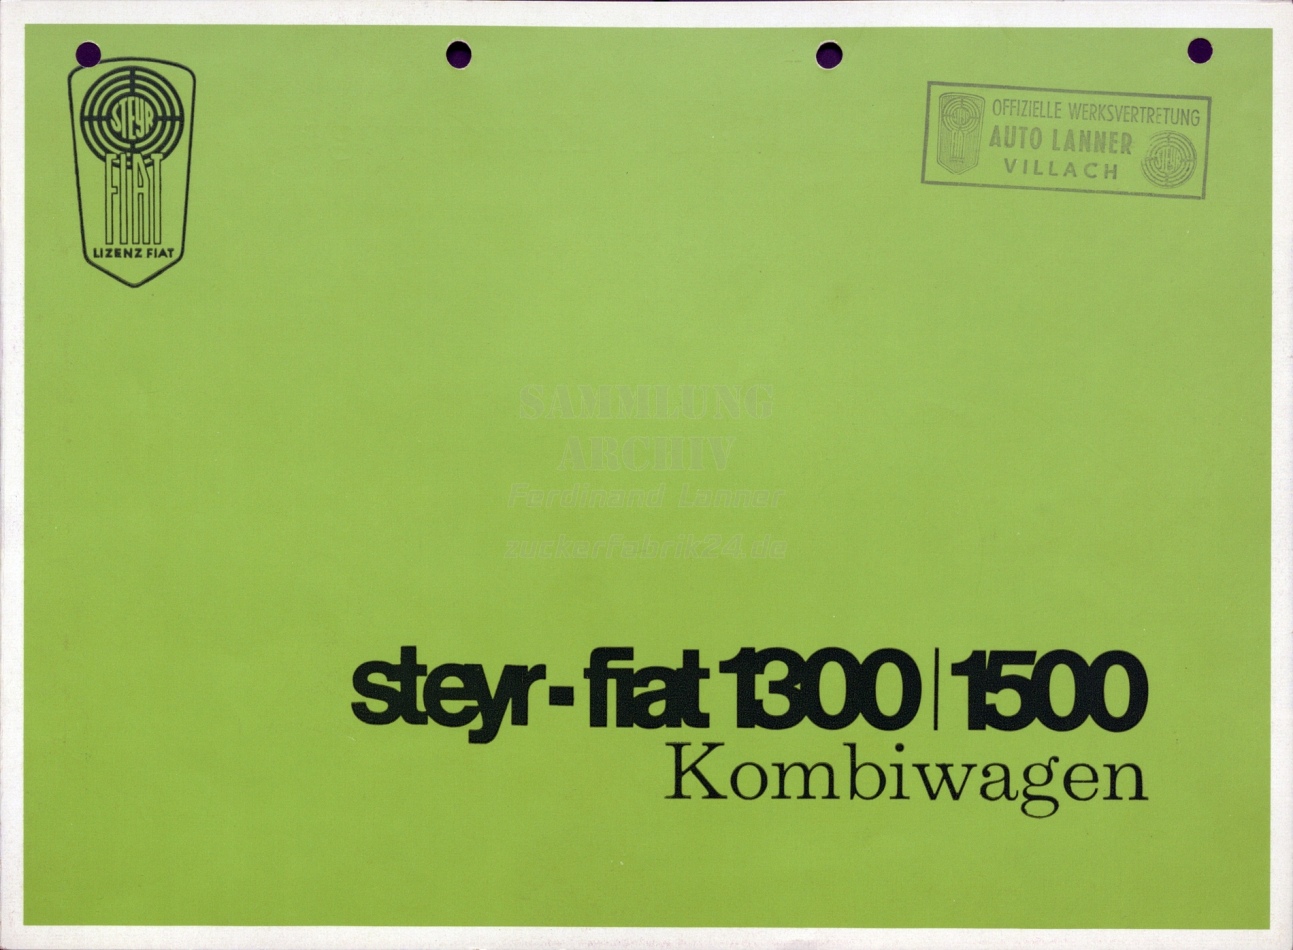 STEYR
FIAT
LIZENZ FIAT
OFFIZIELLE WERKSVERTRETUNG
AUTO LANNER
VILLACH
STEYR
SAMMLUNG
ARCHIV
Ferdinand Lanner
zuckerfabrik24.de
steyr-fiat 1300|1500
Kombiwagen